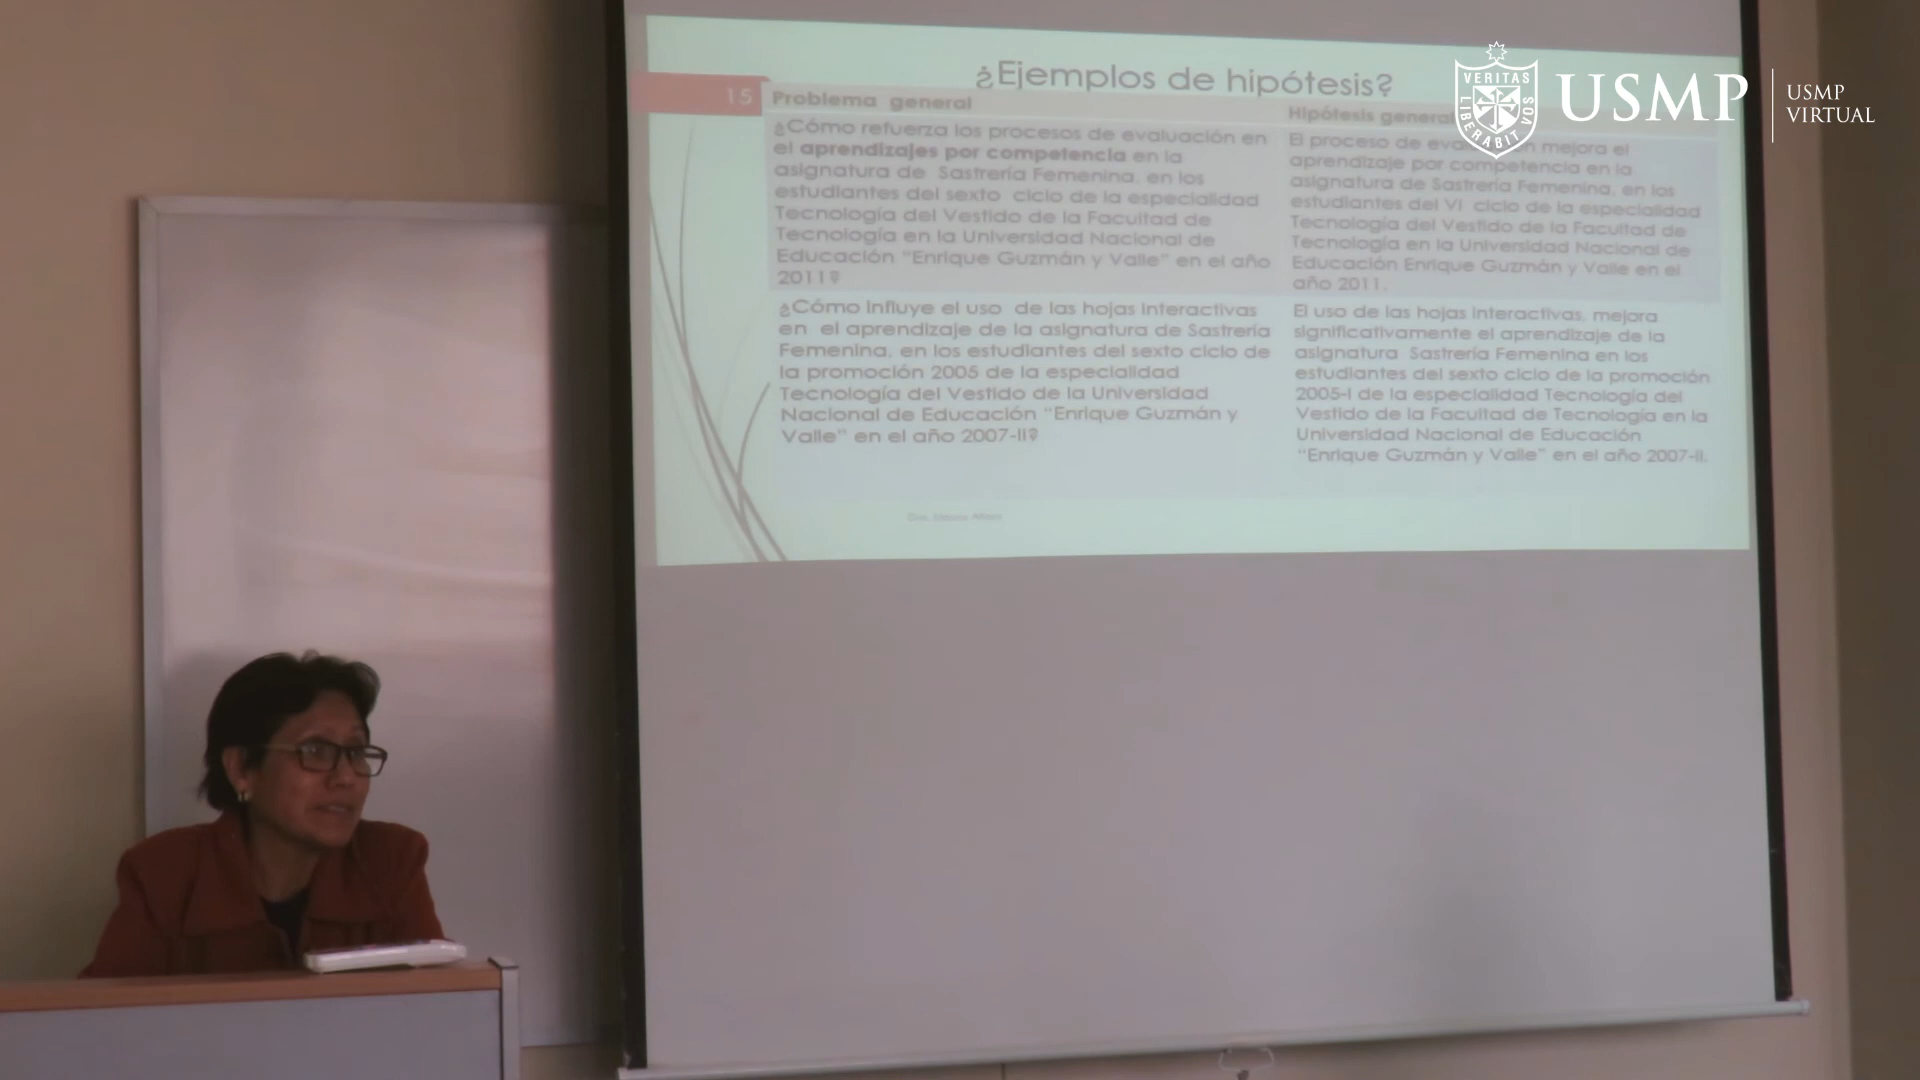 ¿Ejemplos de hipótesis?
15
Problema general
¿Cómo refuerza los procesos de evaluación en
el aprendizajes por competencia en la
asignatura de Sastrería Femenina, en los
estudiantes del sexto ciclo de la especialidad
Tecnología del Vestido de la Facultad de
Tecnología en la Universidad Nacional de
Educación "Enrique Guzmán y Valle" en el año
2011?
Hipótesis general
El proceso de mejora el
aprendizaje por competencia en la
asignatura de Sastrería Femenina, en los
estudiantes del VI ciclo de la especialidad
Tecnología del Vestido de la Facultad de
Tecnología en la Universidad Nacional de
Educación Enrique Guzmán y Valle en el
año 2011.
¿Cómo Influye el uso de las hojas interactivas
en el aprendizaje de la asignatura de Sastrería
Femenina, en los estudiantes del sexto ciclo de
la promoción 2005 de la especialidad
Tecnología del Vestido de la Universidad
Nacional de Educación "Enrique Guzmán y
Valle" en el año 2007-II?
El uso de las hojas interactivas, mejora
significativamente el aprendizaje de la
asignatura Sastrería Femenina en los
estudiantes del sexto ciclo de la promoción
2005-I de la especialidad Tecnología del
Vestido de la Facultad de Tecnología en la
Universidad Nacional de Educación
"Enrique Guzmán y Valle" en el año 2007-II.
VERITAS
LIBERABIT VOS
USMP
USMP
VIRTUAL